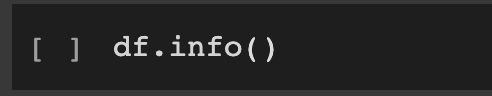 [ ] df.info()